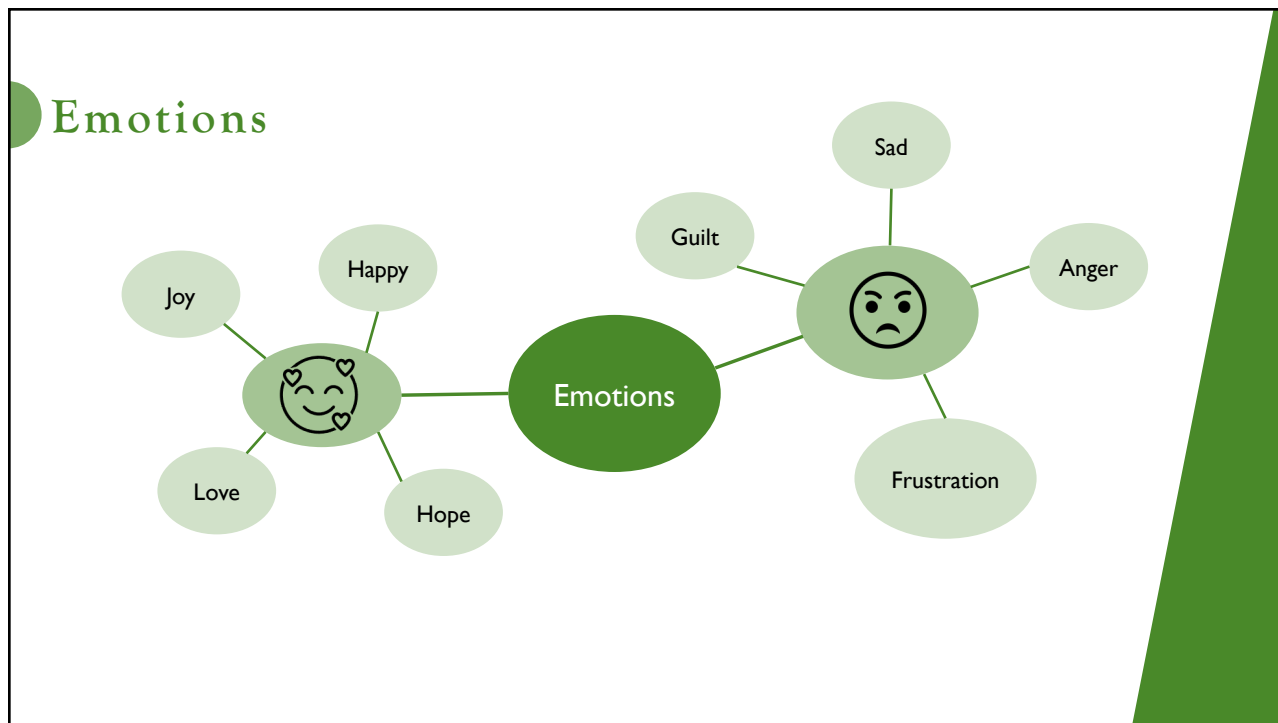 Emotions
Sad
Guilt
Happy
Anger
Joy
Emotions
Frustration
Love
Hope